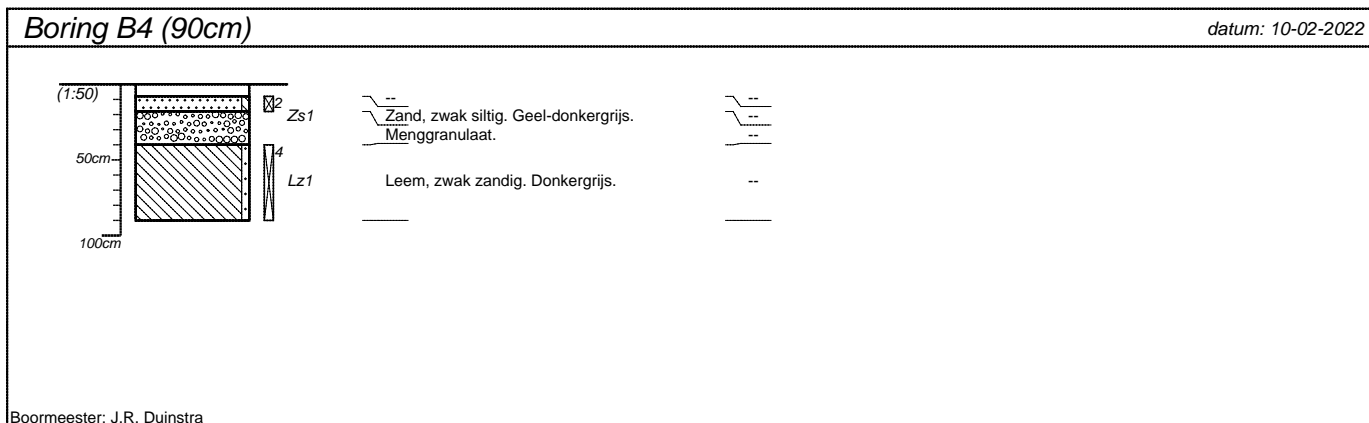 Boring B4 (90cm) datum: 10-02-2022
(1:50)
2 -- --
Zs1 Zand, zwak siltig. Geel-donkergrijs. --
Menggranulaat. --
50cm 4
Lz1 Leem, zwak zandig. Donkergrijs. --
100cm
Boormeester: J.R. Duinstra